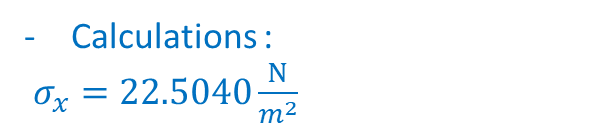 - Calculations :
σₓ = 22.5040 N/m²